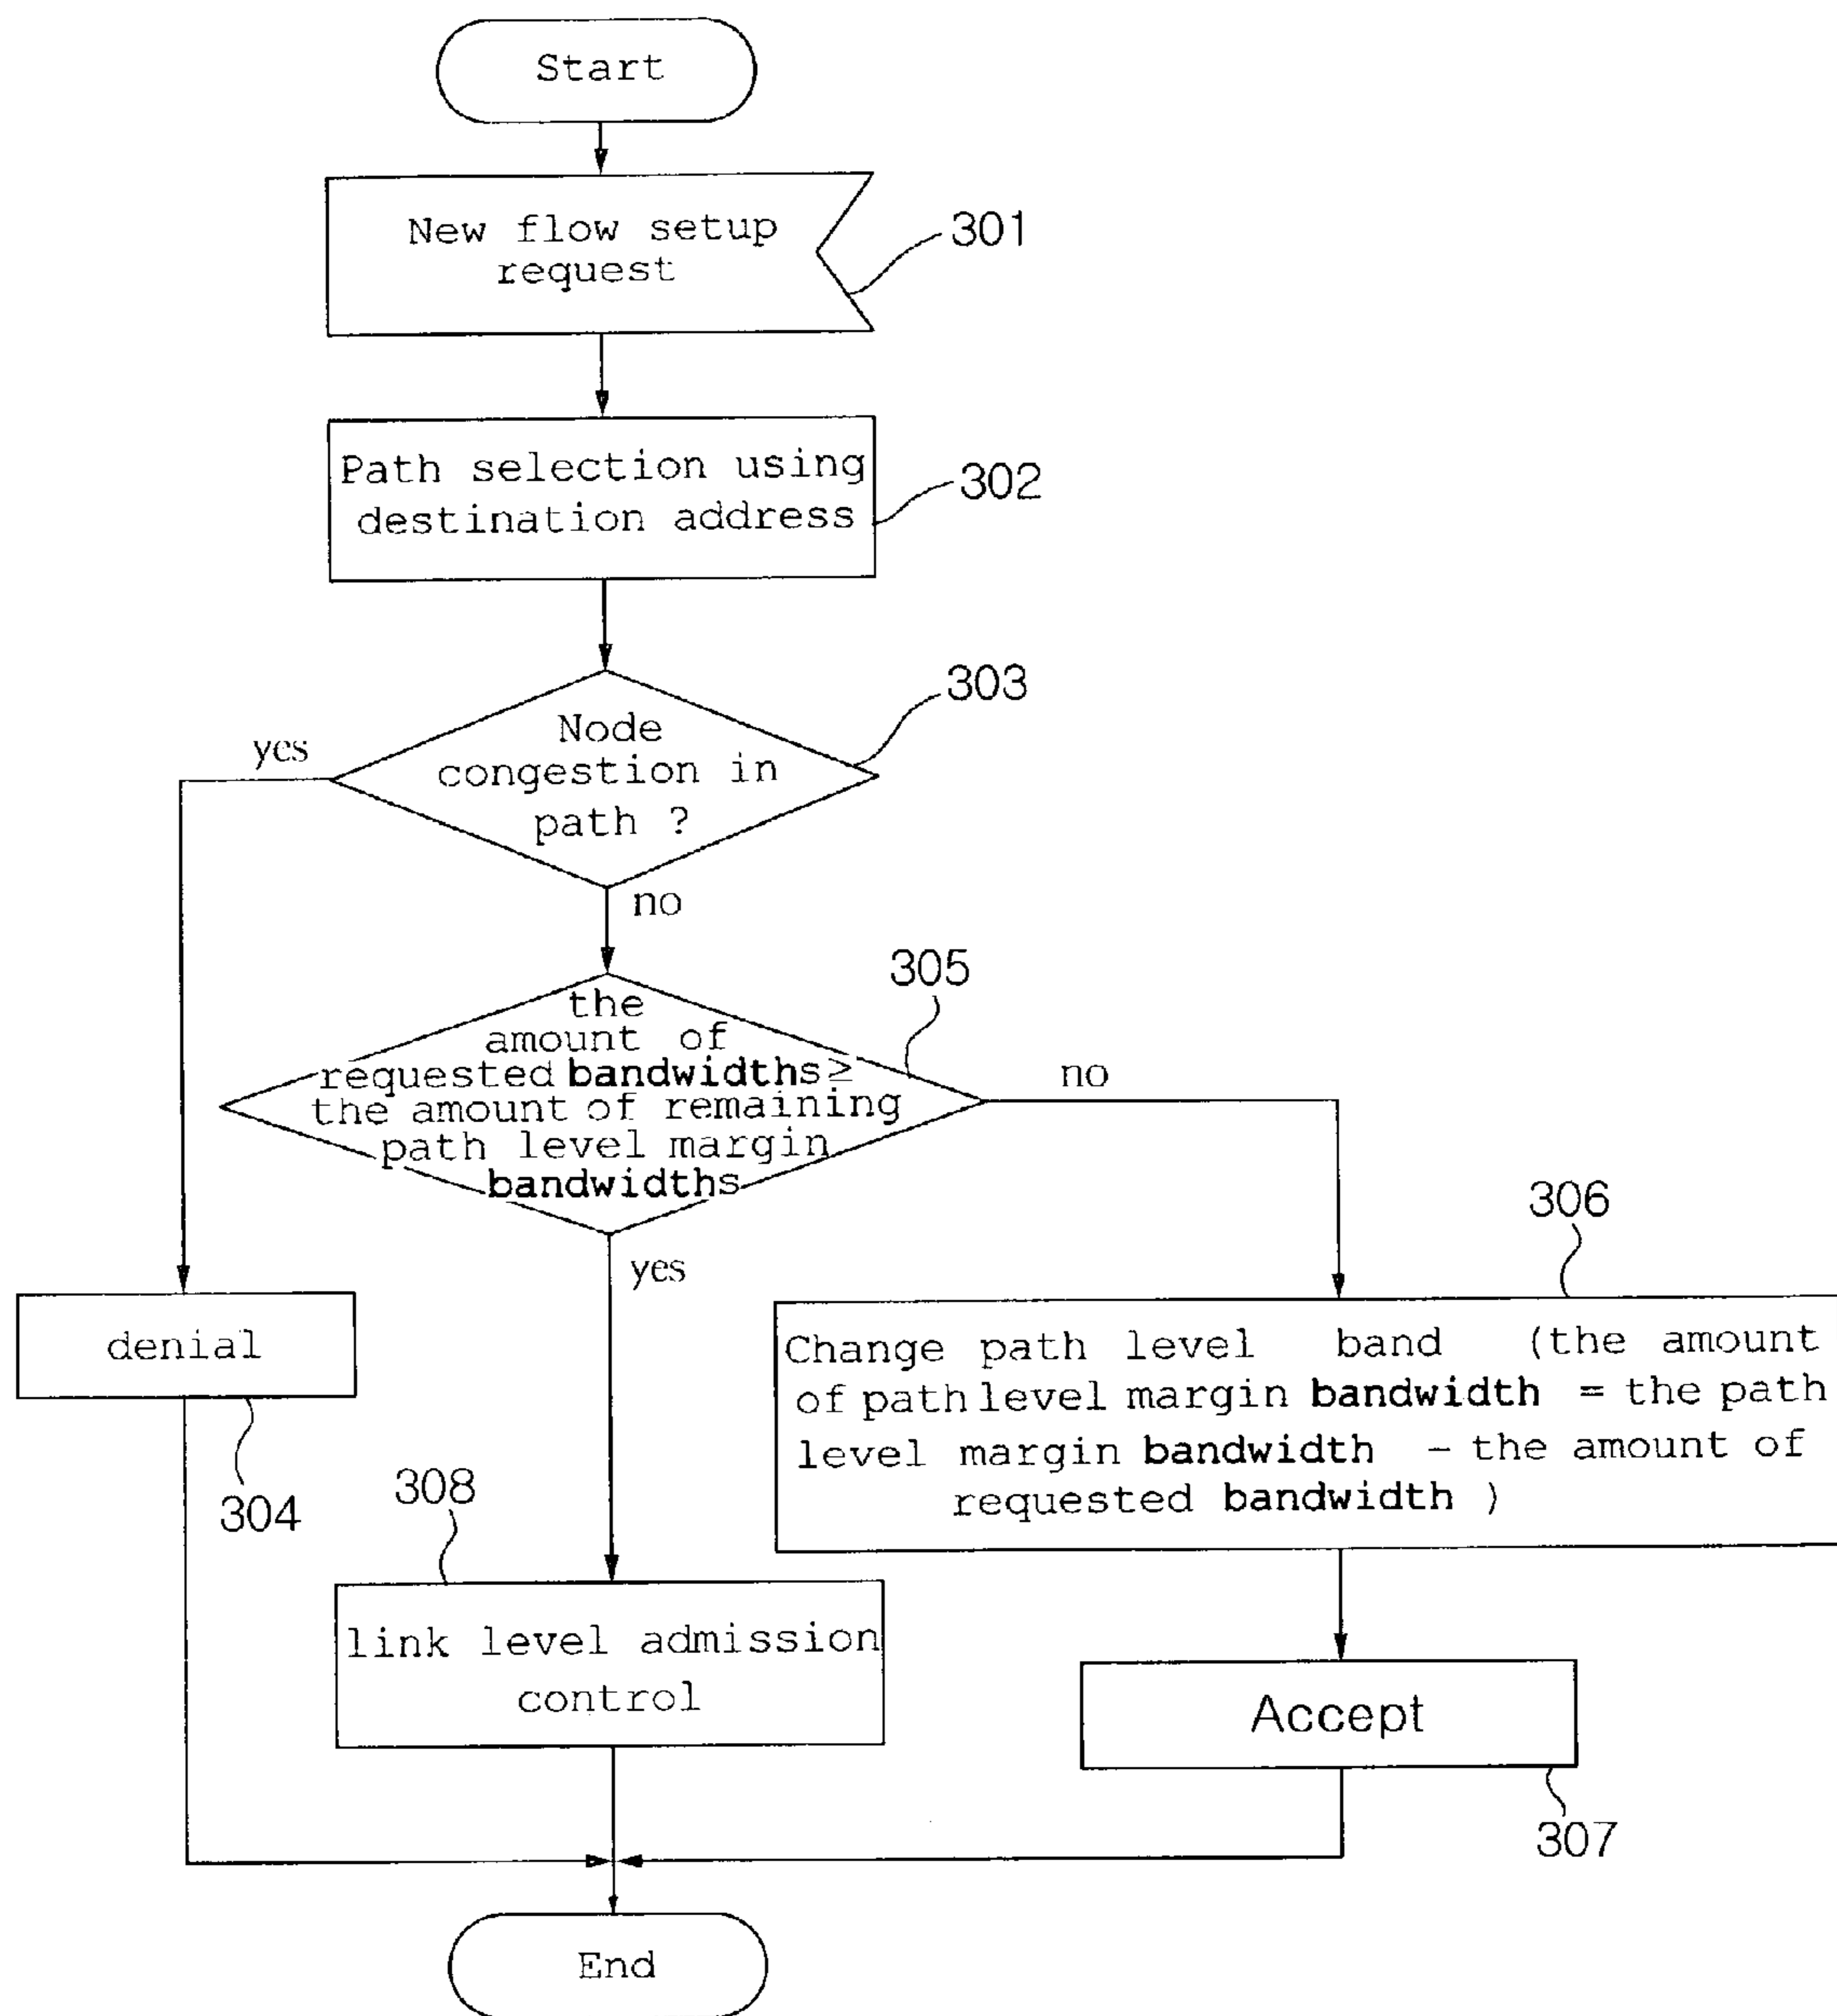 Start
New flow setup
request
301
Path selection using
destination address
302
303
Node
congestion in
path ?
yes
no
305
the
amount of
requested bandwidths≥
the amount of remaining
path level margin
bandwidths
no
yes
306
denial
304
Change path level band (the amount
of path level margin bandwidth = the path
level margin bandwidth − the amount of
requested bandwidth )
308
link level admission
control
Accept
307
End